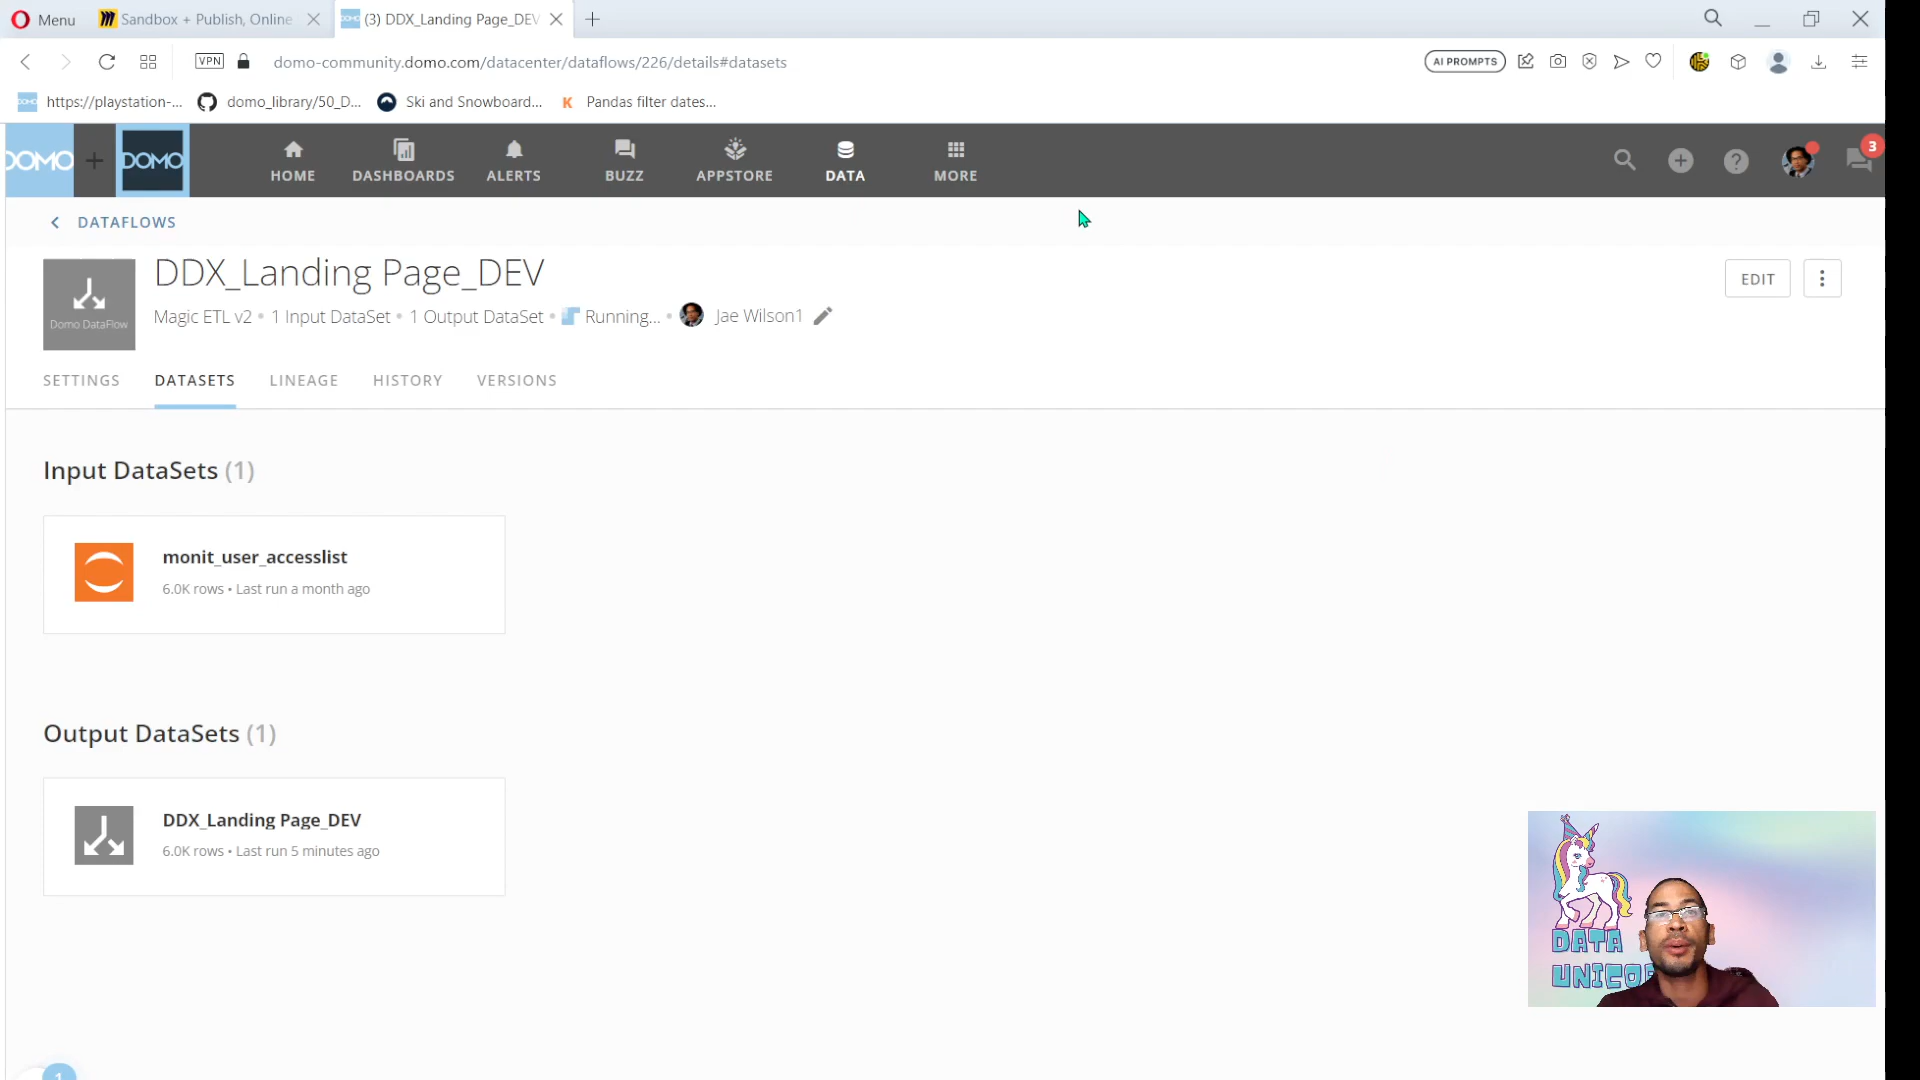 Menu
Sandbox + Publish, Online
(3) DDX_Landing Page_DEV
VPN
domo-community.domo.com/datacenter/dataflows/226/details#datasets
AI PROMPTS
https://playstation-...
domo_library/50_D...
Ski and Snowboard...
K
Pandas filter dates...
DOMO
DOMO
HOME
DASHBOARDS
ALERTS
BUZZ
APPSTORE
DATA
MORE
3
DATAFLOWS
Domo DataFlow
DDX_Landing Page_DEV
EDIT
Magic ETL v2 • 1 Input DataSet • 1 Output DataSet • Running... • Jae Wilson1
SETTINGS
DATASETS
LINEAGE
HISTORY
VERSIONS
Input DataSets (1)
monit_user_accesslist
6.0K rows • Last run a month ago
Output DataSets (1)
DDX_Landing Page_DEV
6.0K rows • Last run 5 minutes ago
DATA
UNICO
1